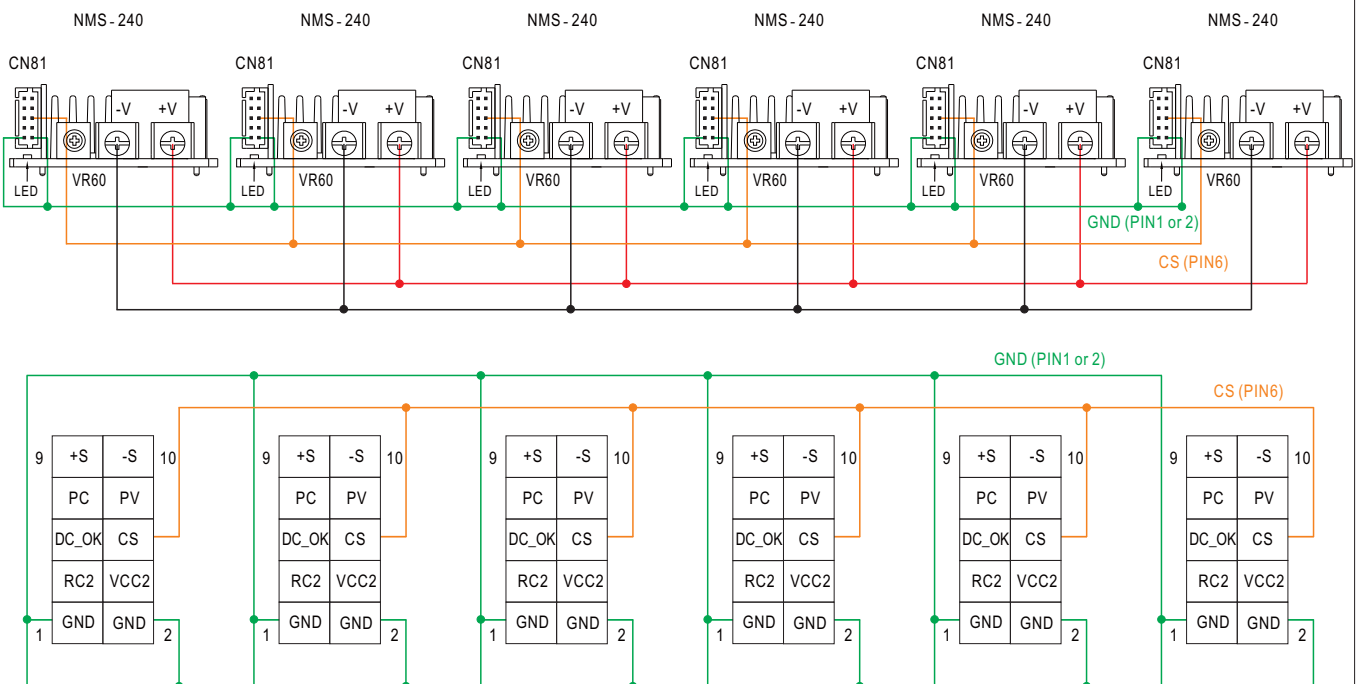 NMS-240 NMS-240 NMS-240 NMS-240 NMS-240 NMS-240
CN81 CN81 CN81 CN81 CN81 CN81
-V +V -V +V -V +V -V +V -V +V -V +V
LED VR60 LED VR60 LED VR60 LED VR60 LED VR60 LED VR60
GND (PIN1 or 2)
CS (PIN6)
GND (PIN1 or 2)
CS (PIN6)
9 +S -S 10 9 +S -S 10 9 +S -S 10 9 +S -S 10 9 +S -S 10 9 +S -S 10
PC PV PC PV PC PV PC PV PC PV PC PV
DC_OK CS DC_OK CS DC_OK CS DC_OK CS DC_OK CS DC_OK CS
RC2 VCC2 RC2 VCC2 RC2 VCC2 RC2 VCC2 RC2 VCC2 RC2 VCC2
1 GND GND 2 1 GND GND 2 1 GND GND 2 1 GND GND 2 1 GND GND 2 1 GND GND 2